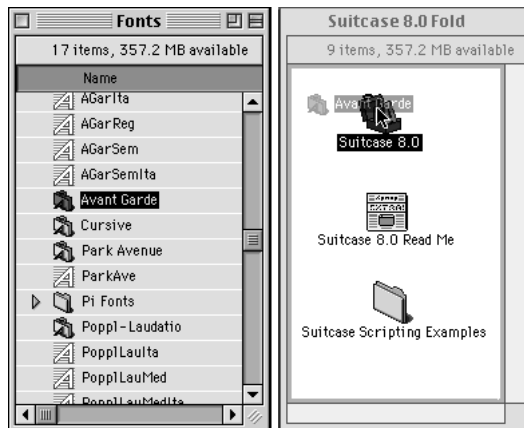 Fonts
17 items, 357.2 MB available
Name
AGarIta
AGarReg
AGarSem
AGarSemIta
Avant Garde
Cursive
Park Avenue
ParkAve
Pi Fonts
Poppl-Laudatio
PopplLauIta
PopplLauMed
PopplLauMedIta
Suitcase 8.0 Fold
9 items, 357.2 MB available
Avant Garde
Suitcase 8.0
EXTRA!
Suitcase 8.0 Read Me
Suitcase Scripting Examples